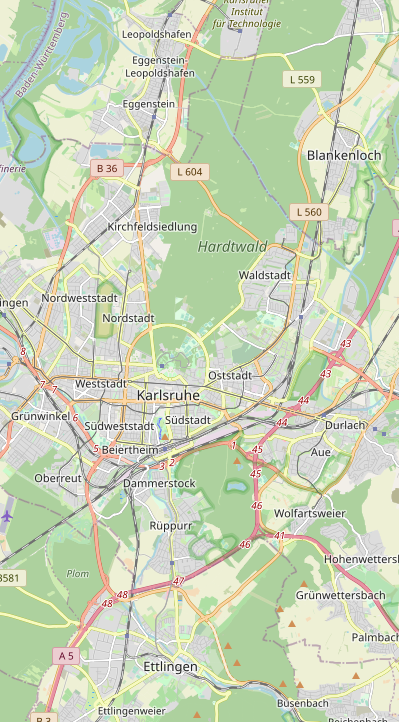 Karlsruher
Institut
für Technologie
Leopoldshafen
Baden-Württemberg
Eggenstein-
Leopoldshafen
L 559
Eggenstein
Blankenloch
B 36
L 604
L 560
Kirchfeldsiedlung
Hardtwald
Waldstadt
Nordweststadt
Nordstadt
43
8
43
Oststadt
Weststadt
7
7
Karlsruhe
44
Grünwinkel
6
Südweststadt
Südstadt
44
Durlach
Beiertheim
1
45
Aue
5
3
2
45
Oberreut
Dammerstock
46
Wolfartsweier
Rüppurr
41
46
Plom
47
Grünwettersbach
48
48
A 5
Ettlingen
Busenbach
Ettlingenweier
B 3